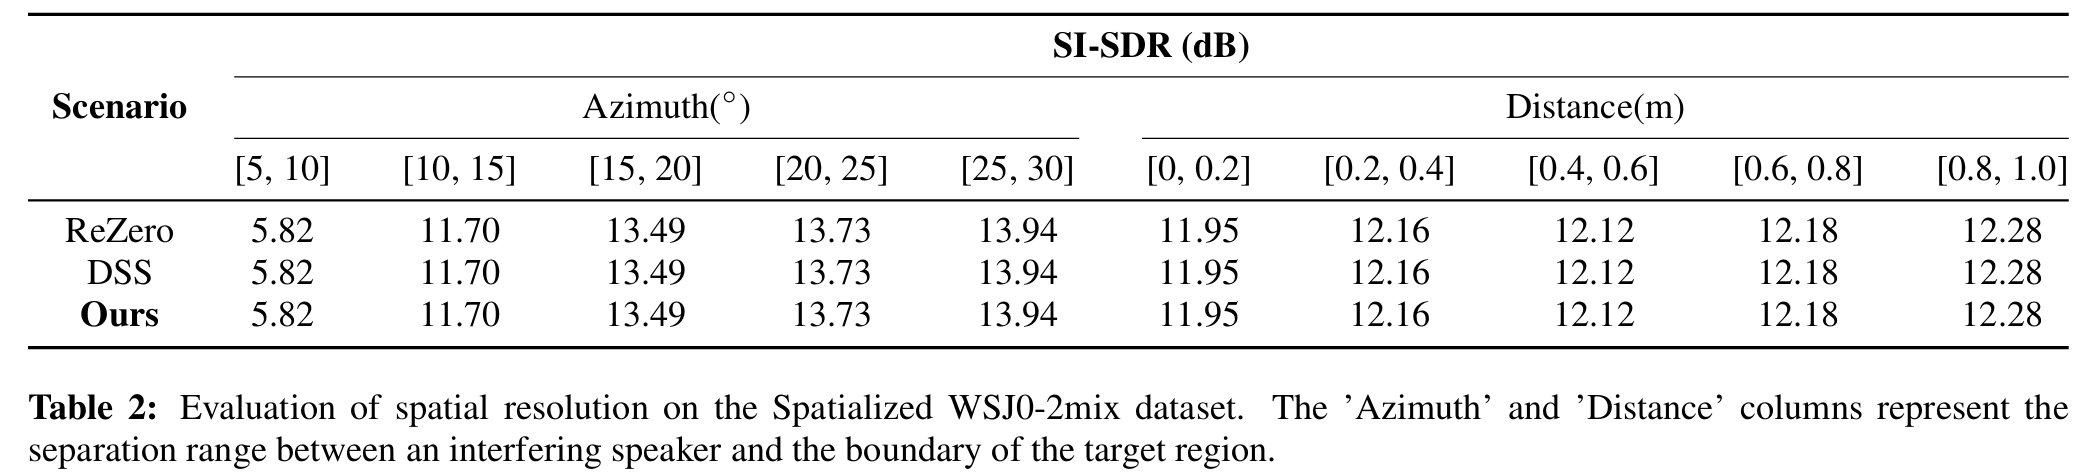 SI-SDR (dB)
Scenario Azimuth(°) Distance(m)
[5, 10] [10, 15] [15, 20] [20, 25] [25, 30] [0, 0.2] [0.2, 0.4] [0.4, 0.6] [0.6, 0.8] [0.8, 1.0]
ReZero 5.82 11.70 13.49 13.73 13.94 11.95 12.16 12.12 12.18 12.28
DSS 5.82 11.70 13.49 13.73 13.94 11.95 12.16 12.12 12.18 12.28
Ours 5.82 11.70 13.49 13.73 13.94 11.95 12.16 12.12 12.18 12.28
Table 2: Evaluation of spatial resolution on the Spatialized WSJ0-2mix dataset. The ’Azimuth’ and ’Distance’ columns represent the
separation range between an interfering speaker and the boundary of the target region.